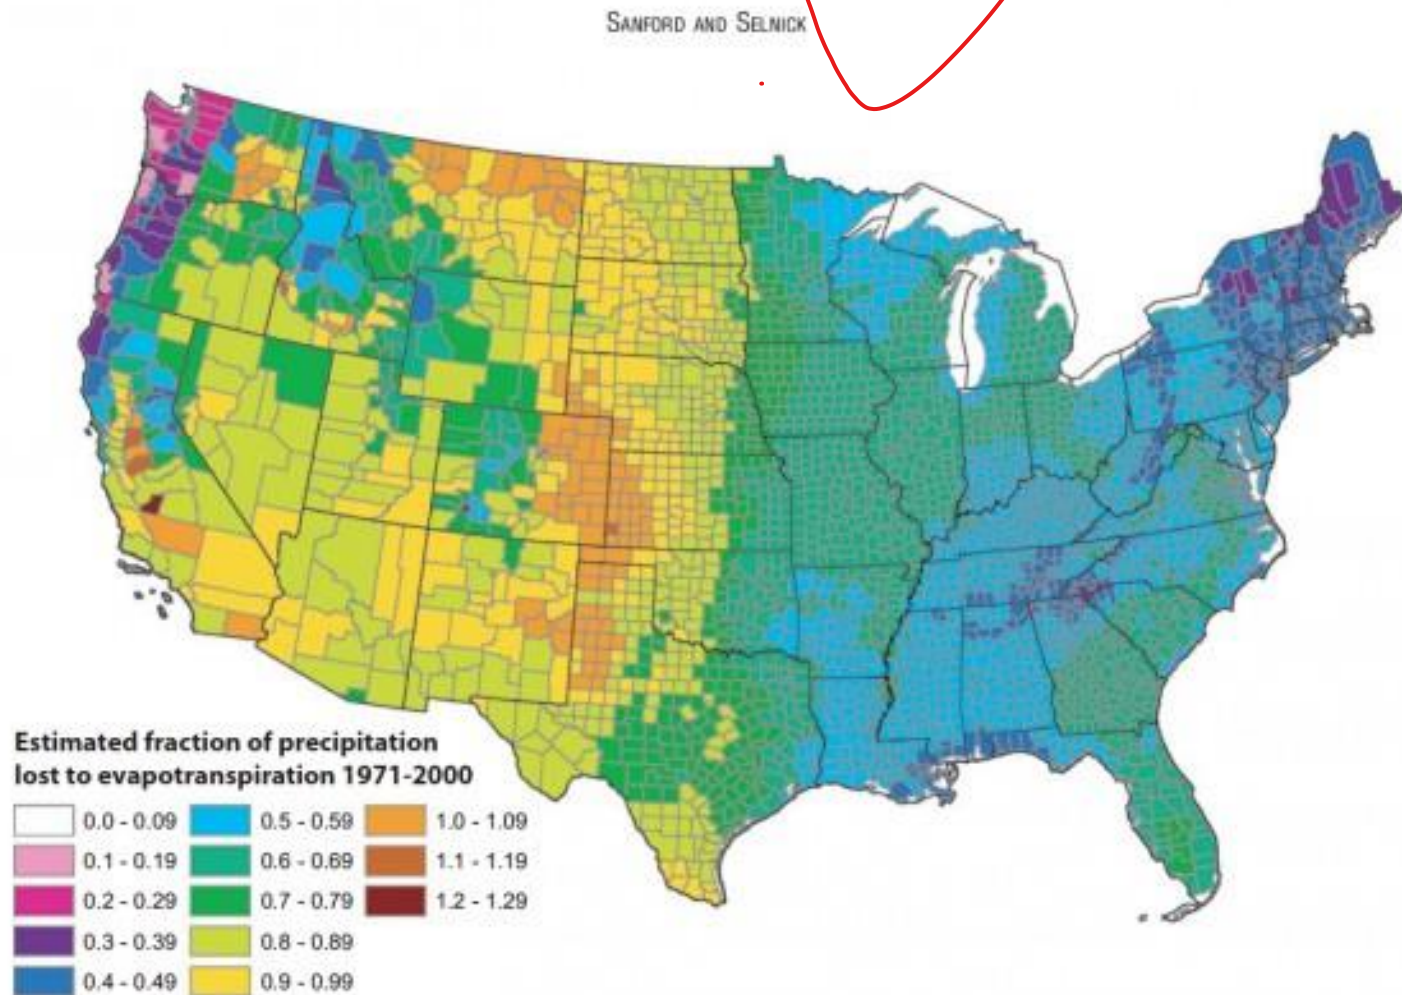 SANFORD AND SELNICK
Estimated fraction of precipitation
lost to evapotranspiration 1971-2000
0.0 - 0.09
0.1 - 0.19
0.2 - 0.29
0.3 - 0.39
0.4 - 0.49
0.5 - 0.59
0.6 - 0.69
0.7 - 0.79
0.8 - 0.89
0.9 - 0.99
1.0 - 1.09
1.1 - 1.19
1.2 - 1.29